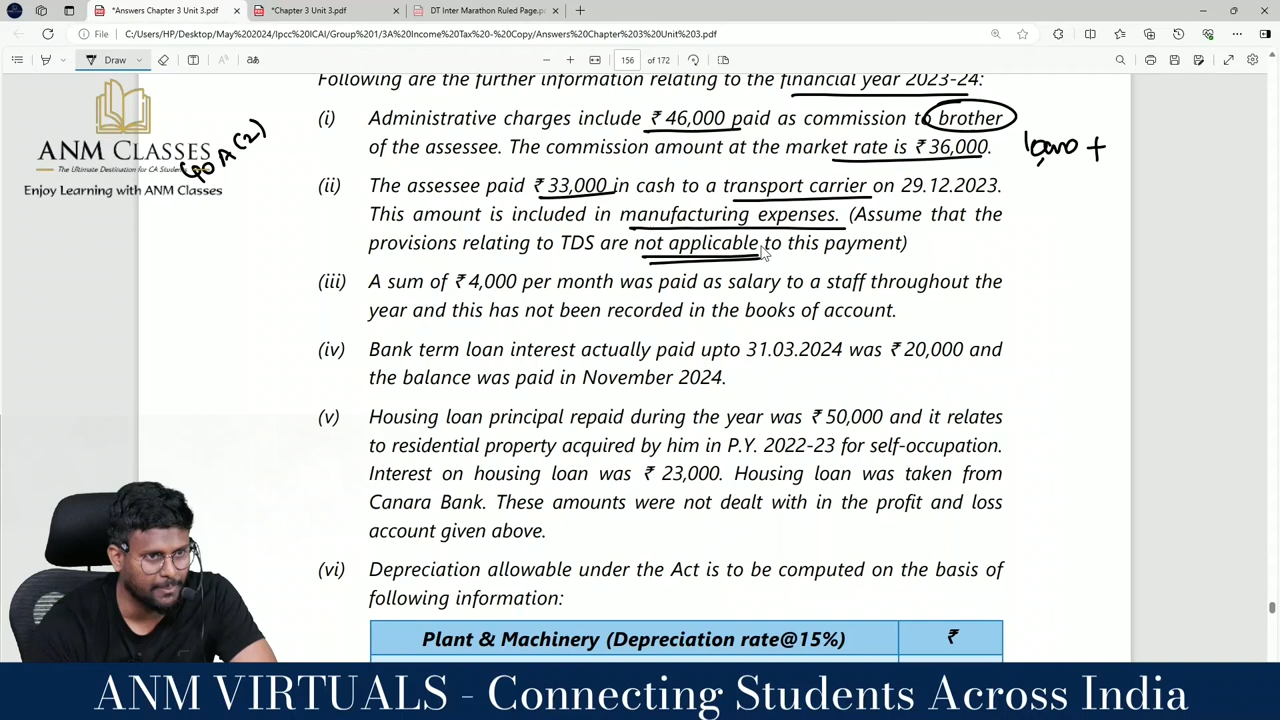 *Answers Chapter 3 Unit 3.pdf
*Chapter 3 Unit 3.pdf
DT Inter Marathon Ruled Page.p
File
C:/Users/HP/Desktop/May%202024/Ipcc%20ICAI/Group%201/3A%20Income%20Tax%20-%20Copy/Answers%20Chapter%203%20Unit%203.pdf
Draw
156 of 172
Following are the further information relating to the financial year 2023-24:
(i) Administrative charges include ₹ 46,000 paid as commission to brother
of the assessee. The commission amount at the market rate is ₹ 36,000.
10,000 +
40 A (2)
ANM CLASSES
The Ultimate Destination for CA Students
Enjoy Learning with ANM Classes
(ii) The assessee paid ₹ 33,000 in cash to a transport carrier on 29.12.2023.
This amount is included in manufacturing expenses. (Assume that the
provisions relating to TDS are not applicable to this payment)
(iii) A sum of ₹ 4,000 per month was paid as salary to a staff throughout the
year and this has not been recorded in the books of account.
(iv) Bank term loan interest actually paid upto 31.03.2024 was ₹ 20,000 and
the balance was paid in November 2024.
(v) Housing loan principal repaid during the year was ₹ 50,000 and it relates
to residential property acquired by him in P.Y. 2022-23 for self-occupation.
Interest on housing loan was ₹ 23,000. Housing loan was taken from
Canara Bank. These amounts were not dealt with in the profit and loss
account given above.
(vi) Depreciation allowable under the Act is to be computed on the basis of
following information:
Plant & Machinery (Depreciation rate@15%) ₹
ANM VIRTUALS - Connecting Students Across India